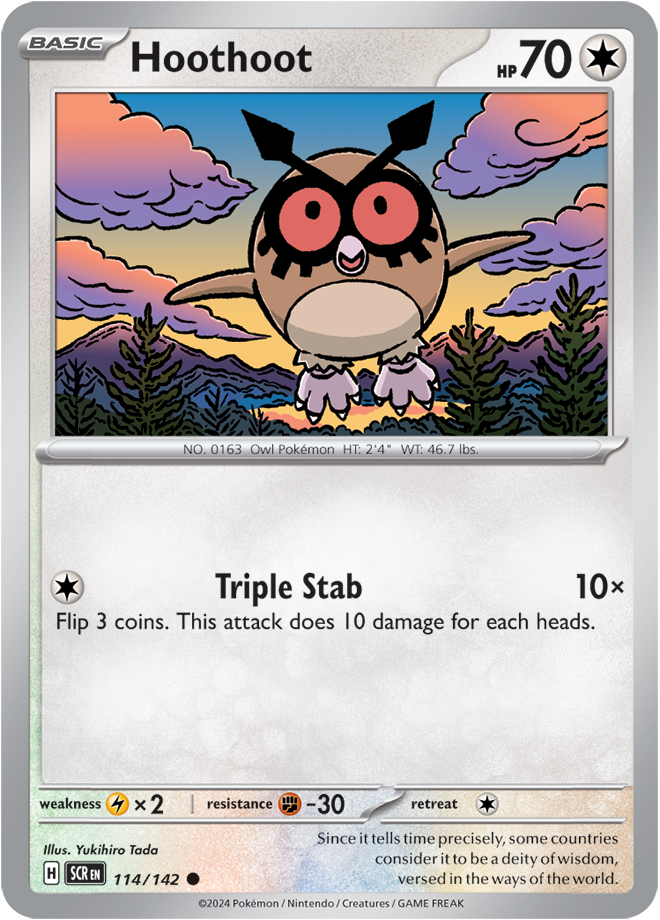 BASIC
Hoothoot
HP 70
NO. 0163 Owl Pokémon HT: 2'4" WT: 46.7 lbs.
Triple Stab 10×
Flip 3 coins. This attack does 10 damage for each heads.
weakness ×2 resistance -30 retreat
Since it tells time precisely, some countries
consider it to be a deity of wisdom,
versed in the ways of the world.
Illus. Yukihiro Tada
H SCR EN 114/142
©2024 Pokémon / Nintendo / Creatures / GAME FREAK